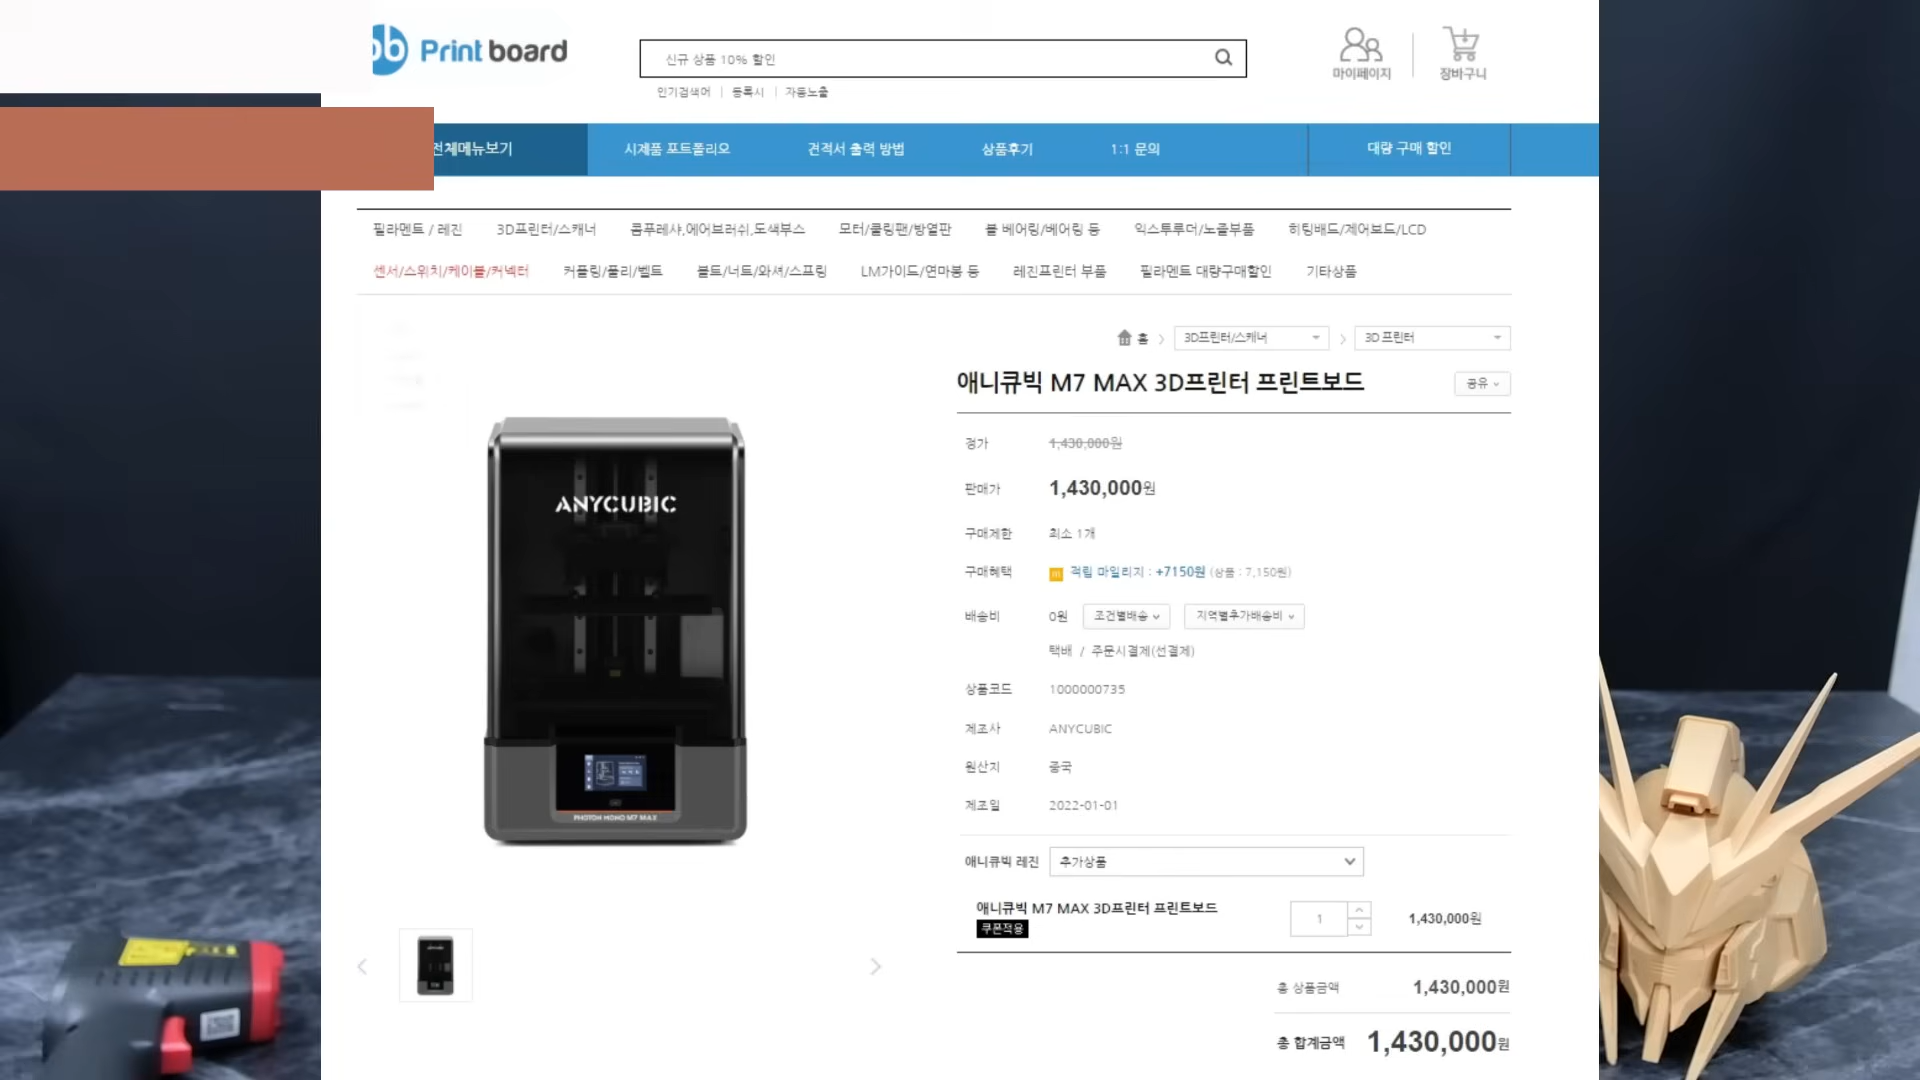 Print board
신규 상품 10% 할인
마이페이지
장바구니
인기검색어 | 등록시 | 자동노출
전체메뉴보기
시제품 포트폴리오
견적서 출력 방법
상품후기
1:1 문의
대량 구매 할인
필라멘트 / 레진
3D프린터/스캐너
콤푸레샤,에어브러쉬,도색부스
모터/쿨링팬/방열판
볼 베어링/베어링 등
익스투루더/노즐부품
히팅배드/제어보드/LCD
센서/스위치/케이블/커넥터
커플링/풀리/벨트
볼트/너트/와셔/스프링
LM가이드/연마봉 등
레진프린터 부품
필라멘트 대량구매할인
기타상품
홈
3D프린터/스캐너
3D 프린터
애니큐빅 M7 MAX 3D프린터 프린트보드
공유
정가 1,430,000원
판매가 1,430,000원
구매제한 최소 1개
구매혜택 m 적립 마일리지 : +7150원 (상품 : 7,150원)
배송비 0원 조건별배송 지역별추가배송비
택배 / 주문시결제(선결제)
상품코드 1000000735
제조사 ANYCUBIC
원산지 중국
제조일 2022-01-01
애니큐빅 레진 추가상품
애니큐빅 M7 MAX 3D프린터 프린트보드
쿠폰적용
1
1,430,000원
총 상품금액 1,430,000원
총 합계금액 1,430,000원
ANYCUBIC
PHOTON MONO M7 MAX